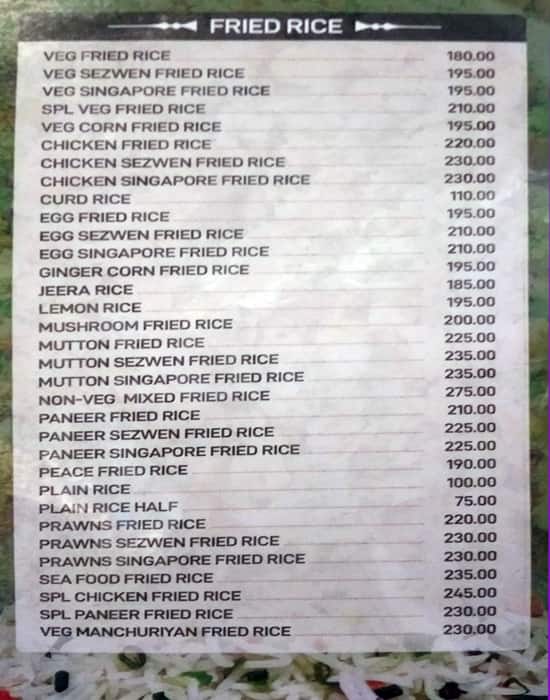 FRIED RICE
VEG FRIED RICE 180.00
VEG SEZWEN FRIED RICE 195.00
VEG SINGAPORE FRIED RICE 195.00
SPL VEG FRIED RICE 210.00
VEG CORN FRIED RICE 195.00
CHICKEN FRIED RICE 220.00
CHICKEN SEZWEN FRIED RICE 230.00
CHICKEN SINGAPORE FRIED RICE 230.00
CURD RICE 110.00
EGG FRIED RICE 195.00
EGG SEZWEN FRIED RICE 210.00
EGG SINGAPORE FRIED RICE 210.00
GINGER CORN FRIED RICE 195.00
JEERA RICE 185.00
LEMON RICE 195.00
MUSHROOM FRIED RICE 200.00
MUTTON FRIED RICE 225.00
MUTTON SEZWEN FRIED RICE 235.00
MUTTON SINGAPORE FRIED RICE 235.00
NON-VEG MIXED FRIED RICE 275.00
PANEER FRIED RICE 210.00
PANEER SEZWEN FRIED RICE 225.00
PANEER SINGAPORE FRIED RICE 225.00
PEACE FRIED RICE 190.00
PLAIN RICE 100.00
PLAIN RICE HALF 75.00
PRAWNS FRIED RICE 220.00
PRAWNS SEZWEN FRIED RICE 230.00
PRAWNS SINGAPORE FRIED RICE 230.00
SEA FOOD FRIED RICE 235.00
SPL CHICKEN FRIED RICE 245.00
SPL PANEER FRIED RICE 230.00
VEG MANCHURIYAN FRIED RICE 230.00